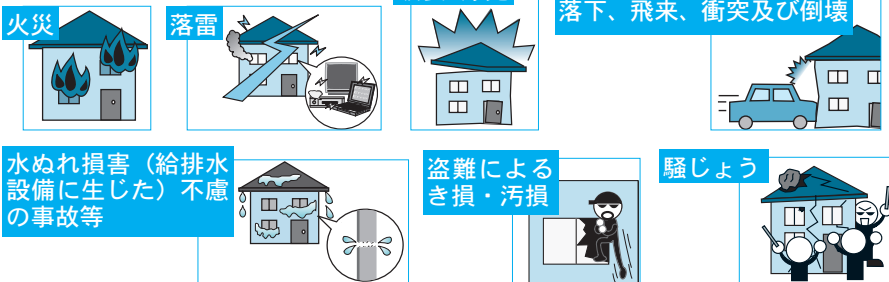 火災
落雷
落下、飛来、衝突及び倒壊
水ぬれ損害（給排水
設備に生じた）不慮
の事故等
盗難による
き損・汚損
騒じょう